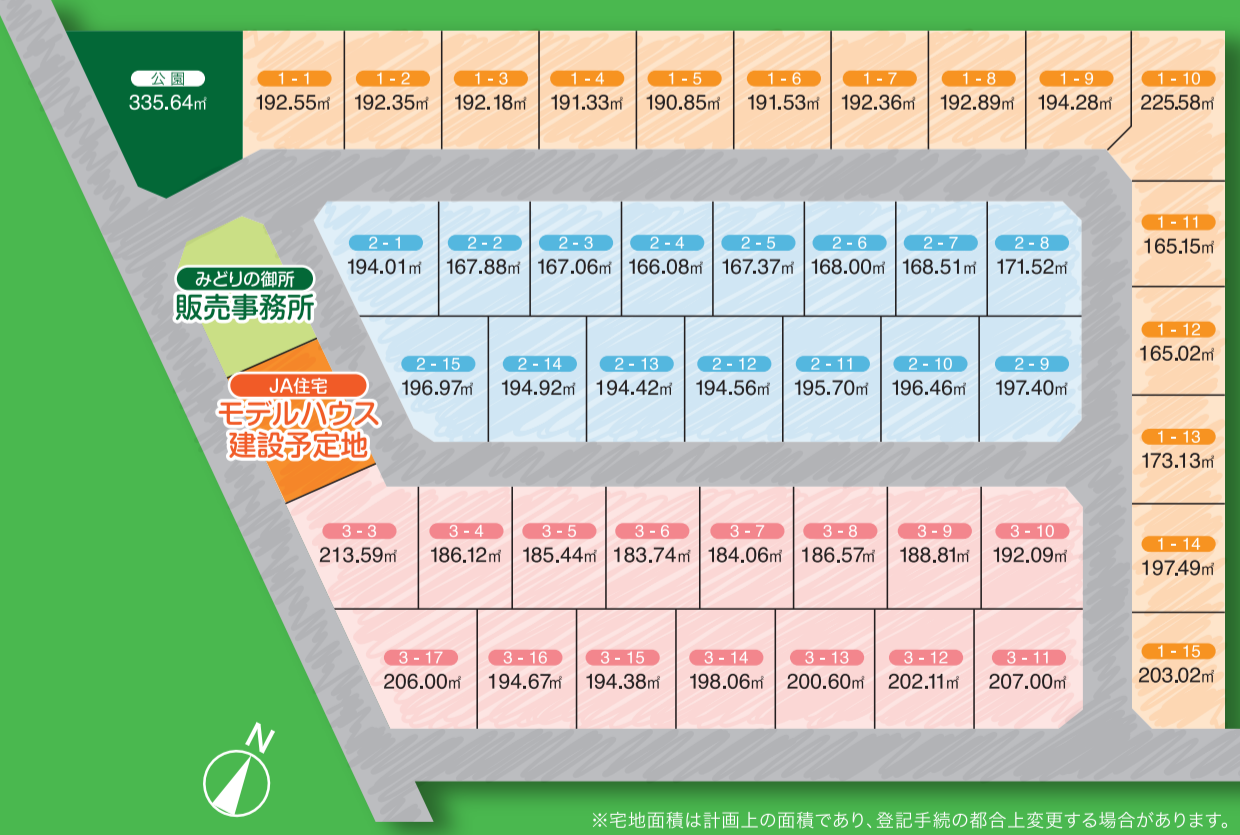 公園
335.64㎡
1 - 1
192.55㎡
1 - 2
192.35㎡
1 - 3
192.18㎡
1 - 4
191.33㎡
1 - 5
190.85㎡
1 - 6
191.53㎡
1 - 7
192.36㎡
1 - 8
192.89㎡
1 - 9
194.28㎡
1 - 10
225.58㎡
1 - 11
165.15㎡
1 - 12
165.02㎡
1 - 13
173.13㎡
1 - 14
197.49㎡
1 - 15
203.02㎡
2 - 1
194.01㎡
2 - 2
167.88㎡
2 - 3
167.06㎡
2 - 4
166.08㎡
2 - 5
167.37㎡
2 - 6
168.00㎡
2 - 7
168.51㎡
2 - 8
171.52㎡
みどりの御所
販売事務所
2 - 15
196.97㎡
2 - 14
194.92㎡
2 - 13
194.42㎡
2 - 12
194.56㎡
2 - 11
195.70㎡
2 - 10
196.46㎡
2 - 9
197.40㎡
JA住宅
モデルハウス
建設予定地
3 - 3
213.59㎡
3 - 4
186.12㎡
3 - 5
185.44㎡
3 - 6
183.74㎡
3 - 7
184.06㎡
3 - 8
186.57㎡
3 - 9
188.81㎡
3 - 10
192.09㎡
3 - 17
206.00㎡
3 - 16
194.67㎡
3 - 15
194.38㎡
3 - 14
198.06㎡
3 - 13
200.60㎡
3 - 12
202.11㎡
3 - 11
207.00㎡
N
※宅地面積は計画上の面積であり、登記手続の都合上変更する場合があります。